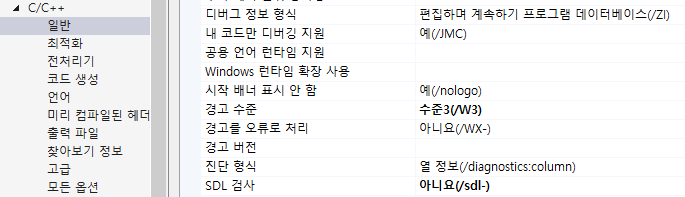 C/C++
일반
최적화
전처리기
코드 생성
언어
미리 컴파일된 헤더
출력 파일
찾아보기 정보
고급
모든 옵션
디버그 정보 형식 편집하며 계속하기 프로그램 데이터베이스(/ZI)
내 코드만 디버깅 지원 예(/JMC)
공용 언어 런타임 지원
Windows 런타임 확장 사용
시작 배너 표시 안 함 예(/nologo)
경고 수준 수준3(/W3)
경고를 오류로 처리 아니요(/WX-)
경고 버전
진단 형식 열 정보(/diagnostics:column)
SDL 검사 아니요(/sdl-)